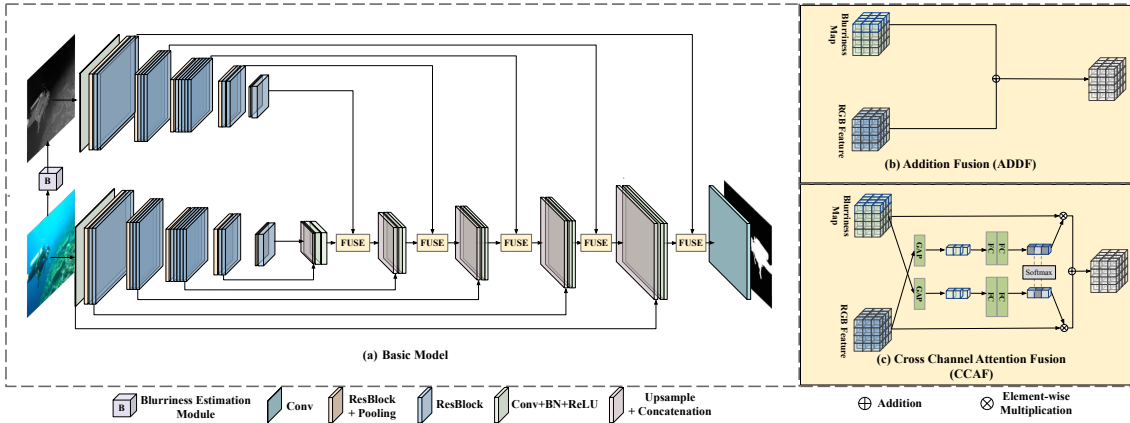 B
FUSE
FUSE
FUSE
FUSE
FUSE
(a) Basic Model
Blurriness
Map
RGB Feature
(b) Addition Fusion (ADDF)
Blurriness
Map
RGB Feature
GAP
FC
FC
GAP
FC
FC
Softmax
(c) Cross Channel Attention Fusion
(CCAF)
B
Blurriness Estimation
Module
Conv
ResBlock
+ Pooling
ResBlock
Conv+BN+ReLU
Upsample
+ Concatenation
Addition
Element-wise
Multiplication